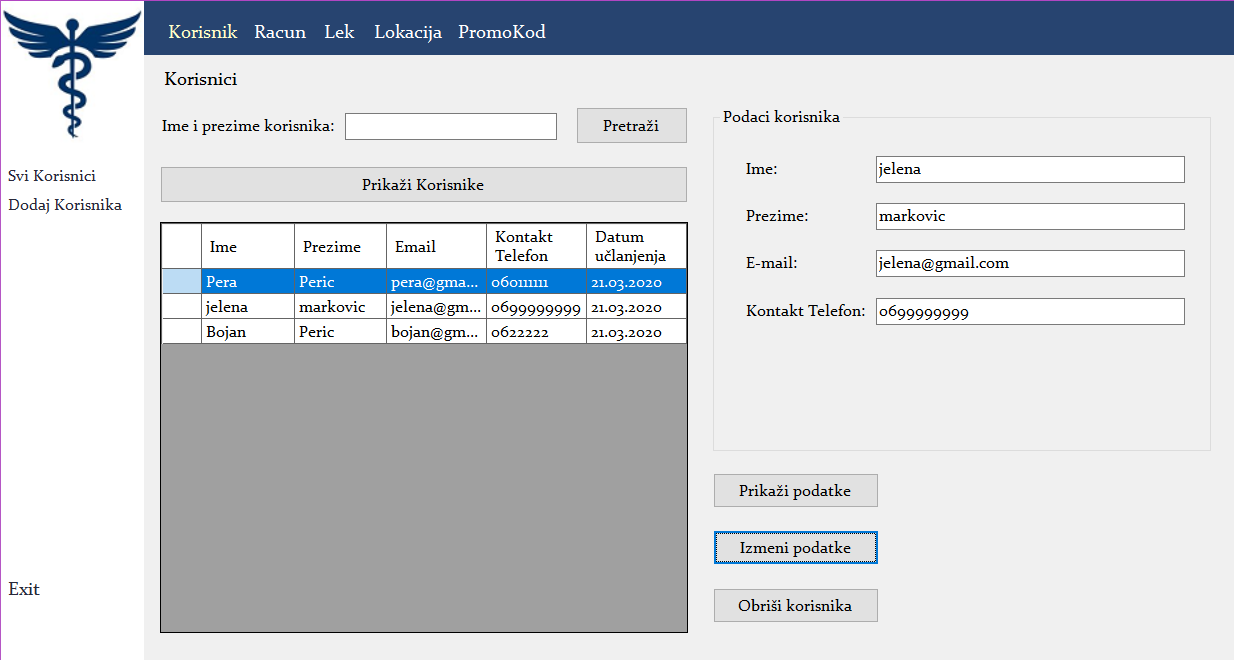 Korisnik Racun Lek Lokacija PromoKod
Svi Korisnici
Dodaj Korisnika
Exit
Korisnici
Ime i prezime korisnika: Pretraži
Prikaži Korisnike
Ime Prezime Email Kontakt Telefon Datum učlanjenja
Pera Peric pera@gma... 06011111 21.03.2020
jelena markovic jelena@gm... 0699999999 21.03.2020
Bojan Peric bojan@gm... 0622222 21.03.2020
Podaci korisnika
Ime: jelena
Prezime: markovic
E-mail: jelena@gmail.com
Kontakt Telefon: 0699999999
Prikaži podatke
Izmeni podatke
Obriši korisnika